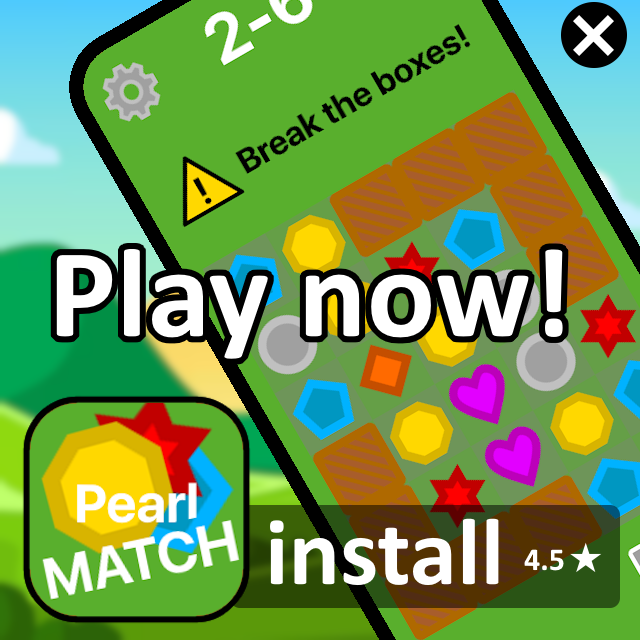 2-6
Break the boxes!
Play now!
Pearl
MATCH
install 4.5★